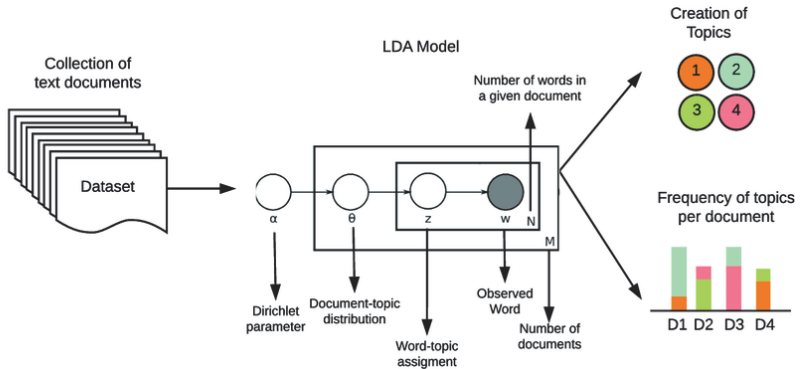 Collection of
text documents
Dataset
LDA Model
Number of words in
a given document
α
θ
z
w
N
M
Dirichlet
parameter
Document-topic
distribution
Word-topic
assigment
Observed
Word
Number of
documents
Creation of
Topics
1
2
3
4
Frequency of topics
per document
D1 D2 D3 D4